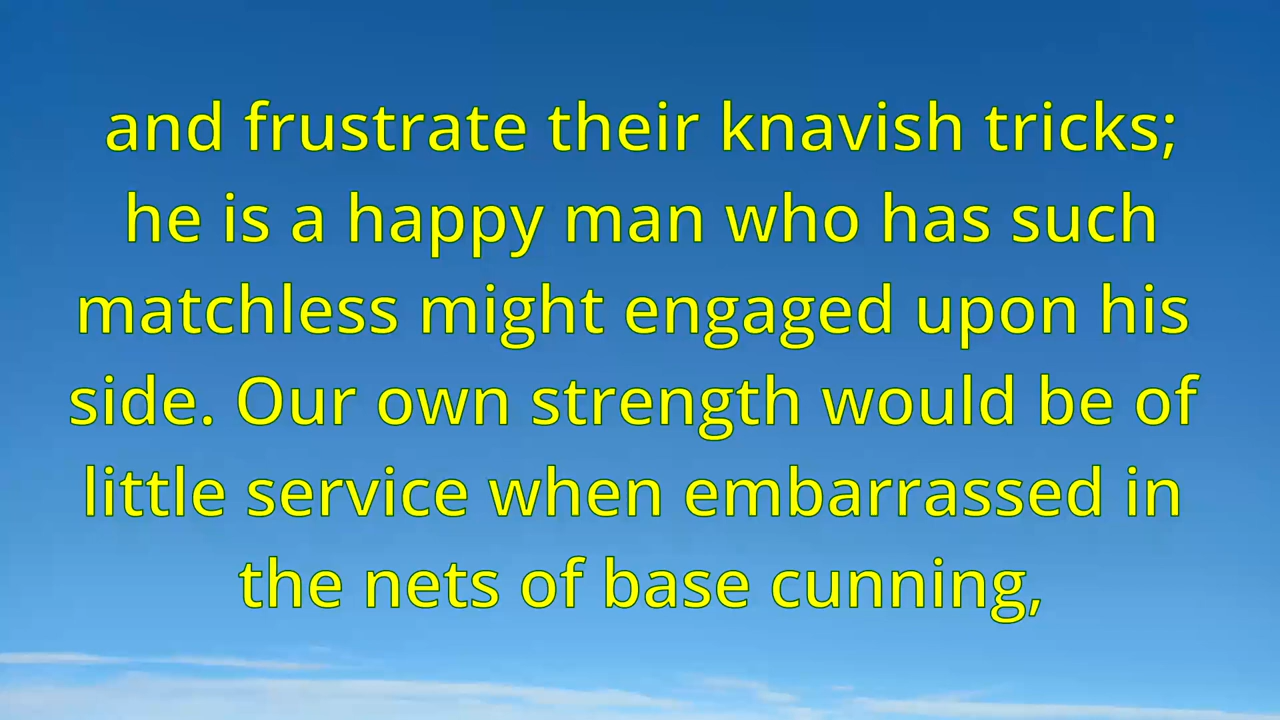 and frustrate their knavish tricks;
he is a happy man who has such
matchless might engaged upon his
side. Our own strength would be of
little service when embarrassed in
the nets of base cunning,